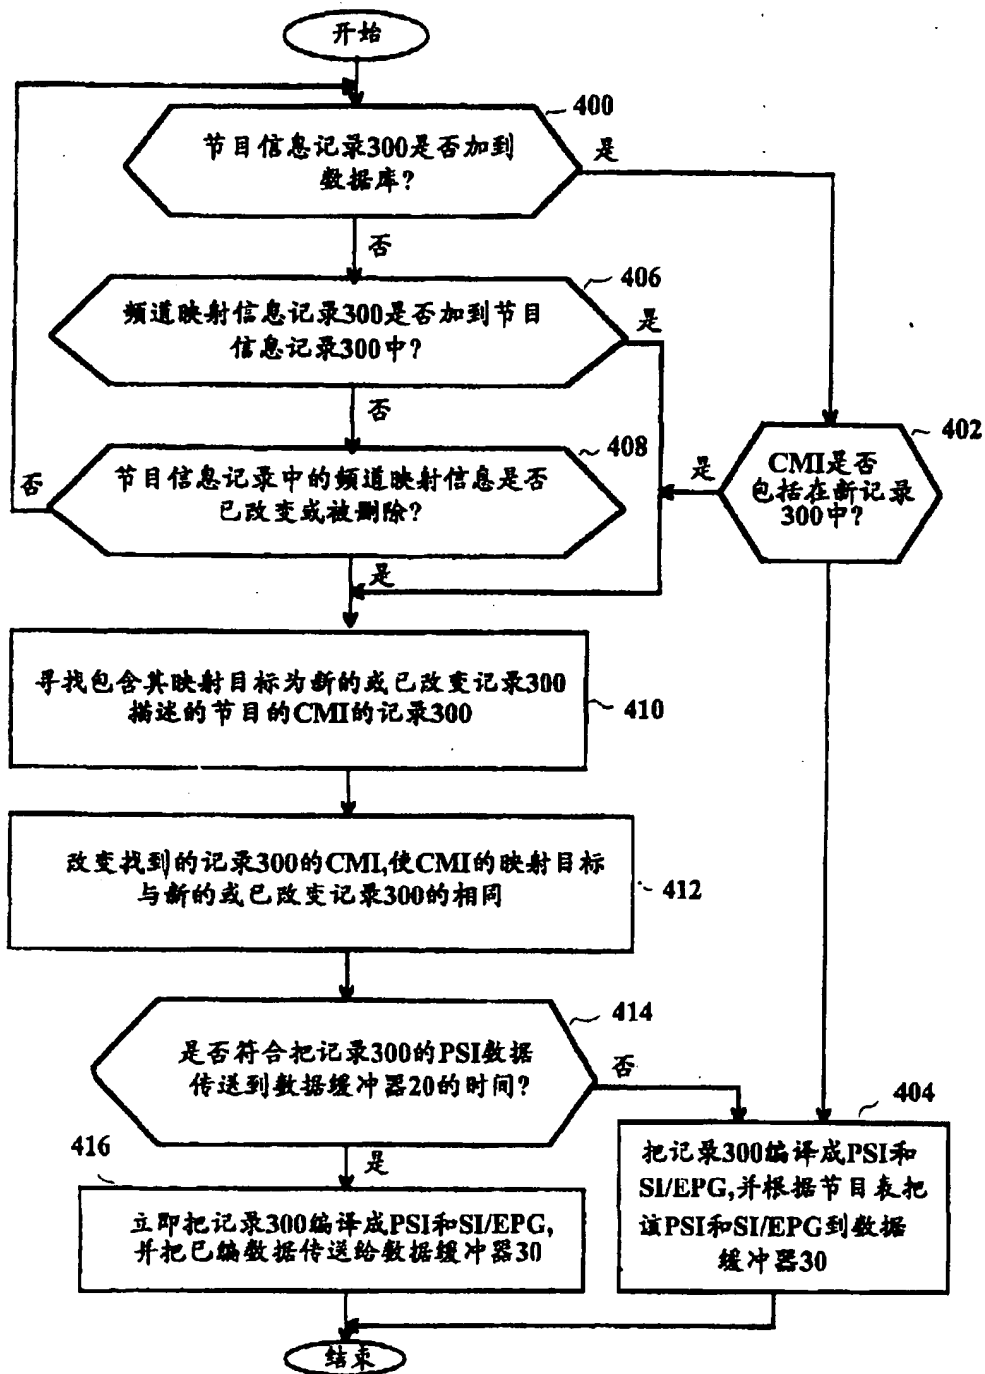 开始
400
节目信息记录300是否加到
数据库?
是
否
406
频道映射信息记录300是否加到节目
信息记录300中?
是
否
408
节目信息记录中的频道映射信息是否
已改变或被删除?
否
是
402
CMI是否
包括在新记录
300中?
是
寻找包含其映射目标为新的或已改变记录300
描述的节目的CMI的记录300
410
改变找到的记录300的CMI,使CMI的映射目标
与新的或已改变记录300的相同
412
414
是否符合把记录300的PSI数据
传送到数据缓冲器20的时间?
否
是
416
立即把记录300编译成PSI和SI/EPG,
并把已编数据传送给数据缓冲器30
404
把记录300编译成PSI和
SI/EPG,并根据节目表把
该PSI和SI/EPG到数据
缓冲器30
结束